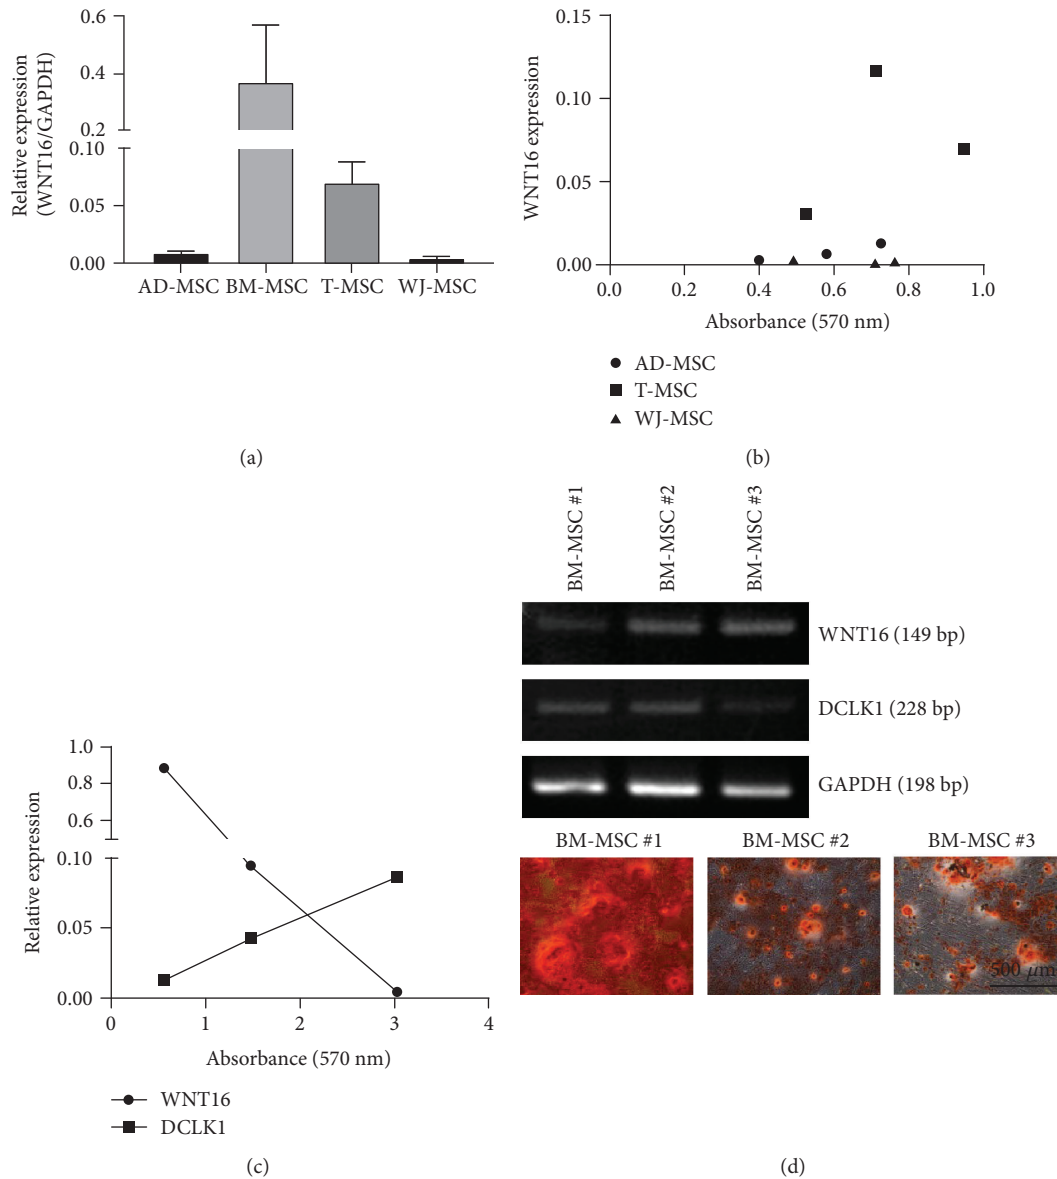 Relative expression
(WNT16/GAPDH)
0.6
0.4
0.2
0.10
0.05
0.00
AD-MSC BM-MSC T-MSC WJ-MSC
(a)
WNT16 expression
0.15
0.10
0.05
0.00
0.0 0.2 0.4 0.6 0.8 1.0
Absorbance (570 nm)
AD-MSC
T-MSC
WJ-MSC
(b)
Relative expression
1.0
0.8
0.6
0.10
0.05
0.00
0 1 2 3 4
Absorbance (570 nm)
WNT16
DCLK1
(c)
BM-MSC #1
BM-MSC #2
BM-MSC #3
WNT16 (149 bp)
DCLK1 (228 bp)
GAPDH (198 bp)
BM-MSC #1 BM-MSC #2 BM-MSC #3
500 μm
(d)